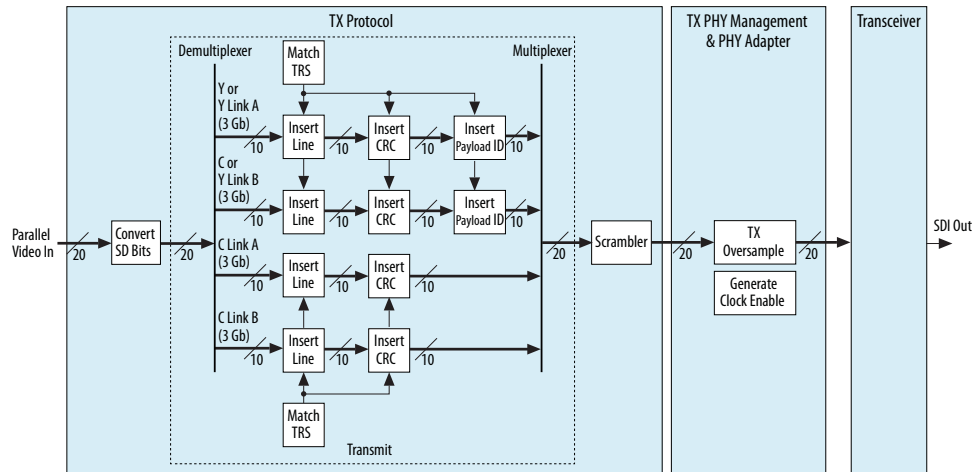 TX Protocol
TX PHY Management
& PHY Adapter
Transceiver
Demultiplexer
Match
TRS
Multiplexer
Y or
Y Link A
(3 Gb)
10
Insert
Line
10
Insert
CRC
10
Insert
Payload ID
10
C or
Y Link B
(3 Gb)
10
Insert
Line
10
Insert
CRC
10
Insert
Payload ID
10
Parallel
Video In
20
Convert
SD Bits
20
C Link A
(3 Gb)
10
Insert
Line
10
Insert
CRC
10
20
Scrambler
20
TX
Oversample
20
SDI Out
Generate
Clock Enable
C Link B
(3 Gb)
10
Insert
Line
10
Insert
CRC
10
Match
TRS
Transmit